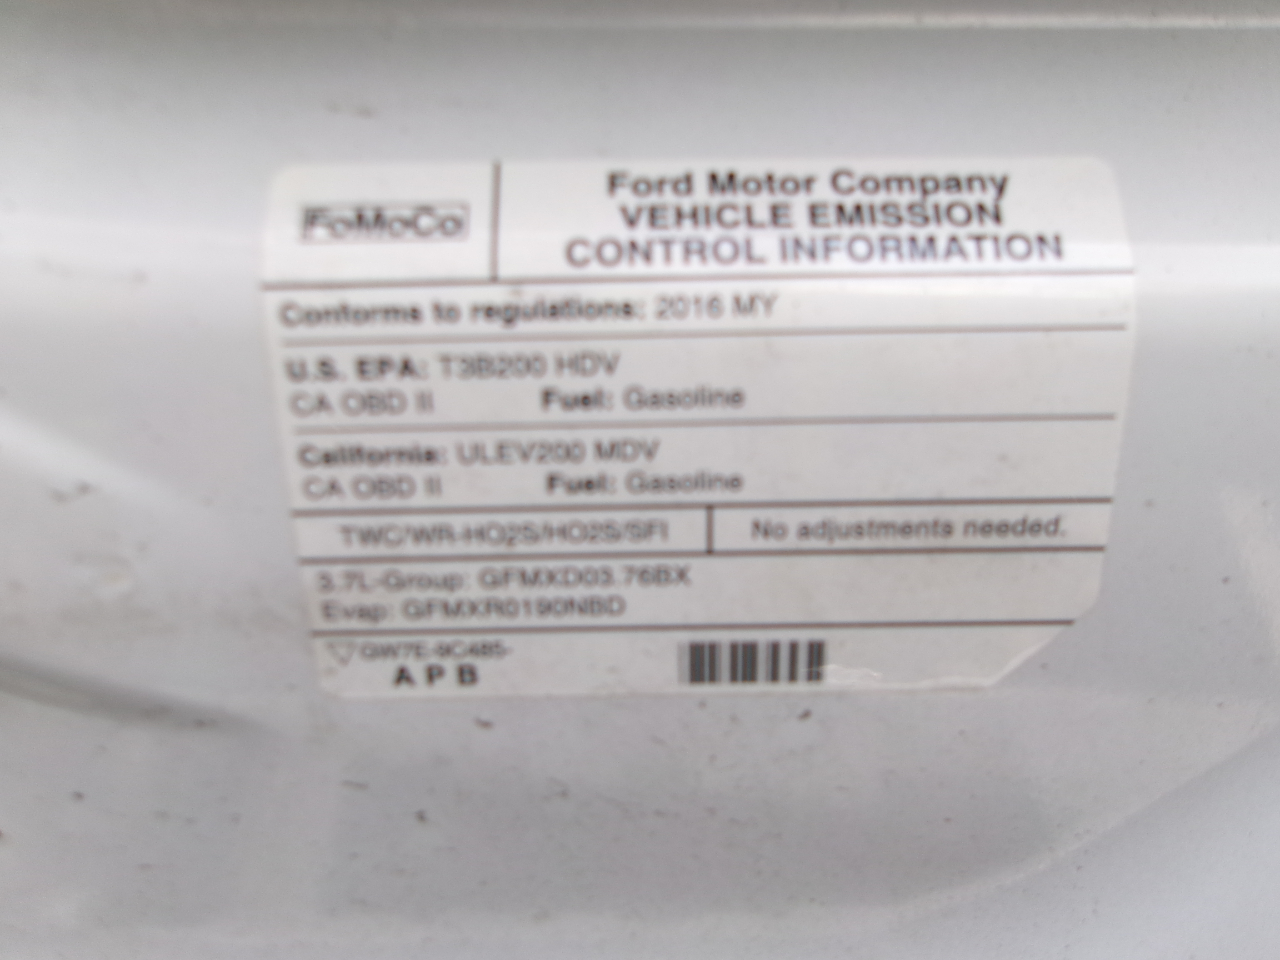 FoMoCo
Ford Motor Company
VEHICLE EMISSION
CONTROL INFORMATION
Conforms to regulations: 2016 MY
U.S. EPA: T3B200 HDV
CA OBD II Fuel: Gasoline
California: ULEV200 MDV
CA OBD II Fuel: Gasoline
TWC/WR-HO2S/HO2S/SFI No adjustments needed.
3.7L-Group: GFMXD03.76BX
Evap: GFMXR0190NBD
GW7E-9C485-
APB